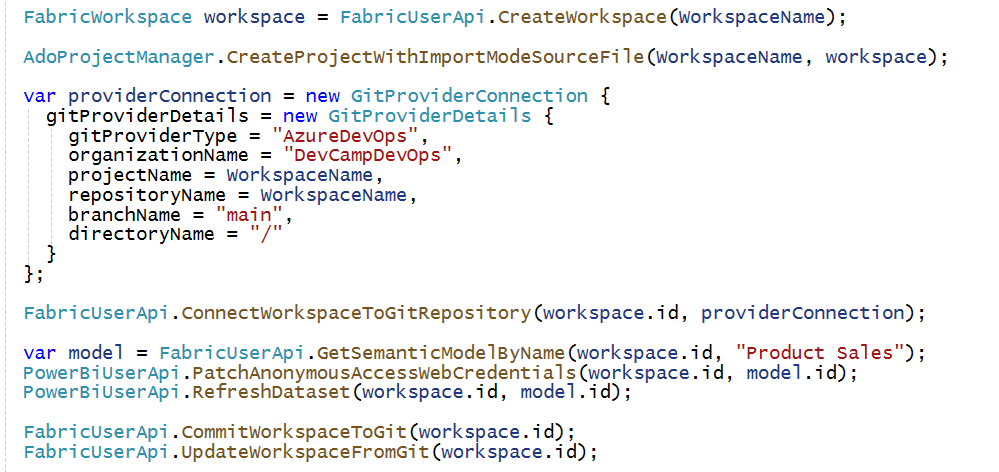 FabricWorkspace workspace = FabricUserApi.CreateWorkspace(WorkspaceName);
AdoProjectManager.CreateProjectWithImportModeSourceFile(WorkspaceName, workspace);
var providerConnection = new GitProviderConnection {
gitProviderDetails = new GitProviderDetails {
gitProviderType = "AzureDevOps",
organizationName = "DevCampDevOps",
projectName = WorkspaceName,
repositoryName = WorkspaceName,
branchName = "main",
directoryName = "/"
}
};
FabricUserApi.ConnectWorkspaceToGitRepository(workspace.id, providerConnection);
var model = FabricUserApi.GetSemanticModelByName(workspace.id, "Product Sales");
PowerBiUserApi.PatchAnonymousAccessWebCredentials(workspace.id, model.id);
PowerBiUserApi.RefreshDataset(workspace.id, model.id);
FabricUserApi.CommitWorkspaceToGit(workspace.id);
FabricUserApi.UpdateWorkspaceFromGit(workspace.id);